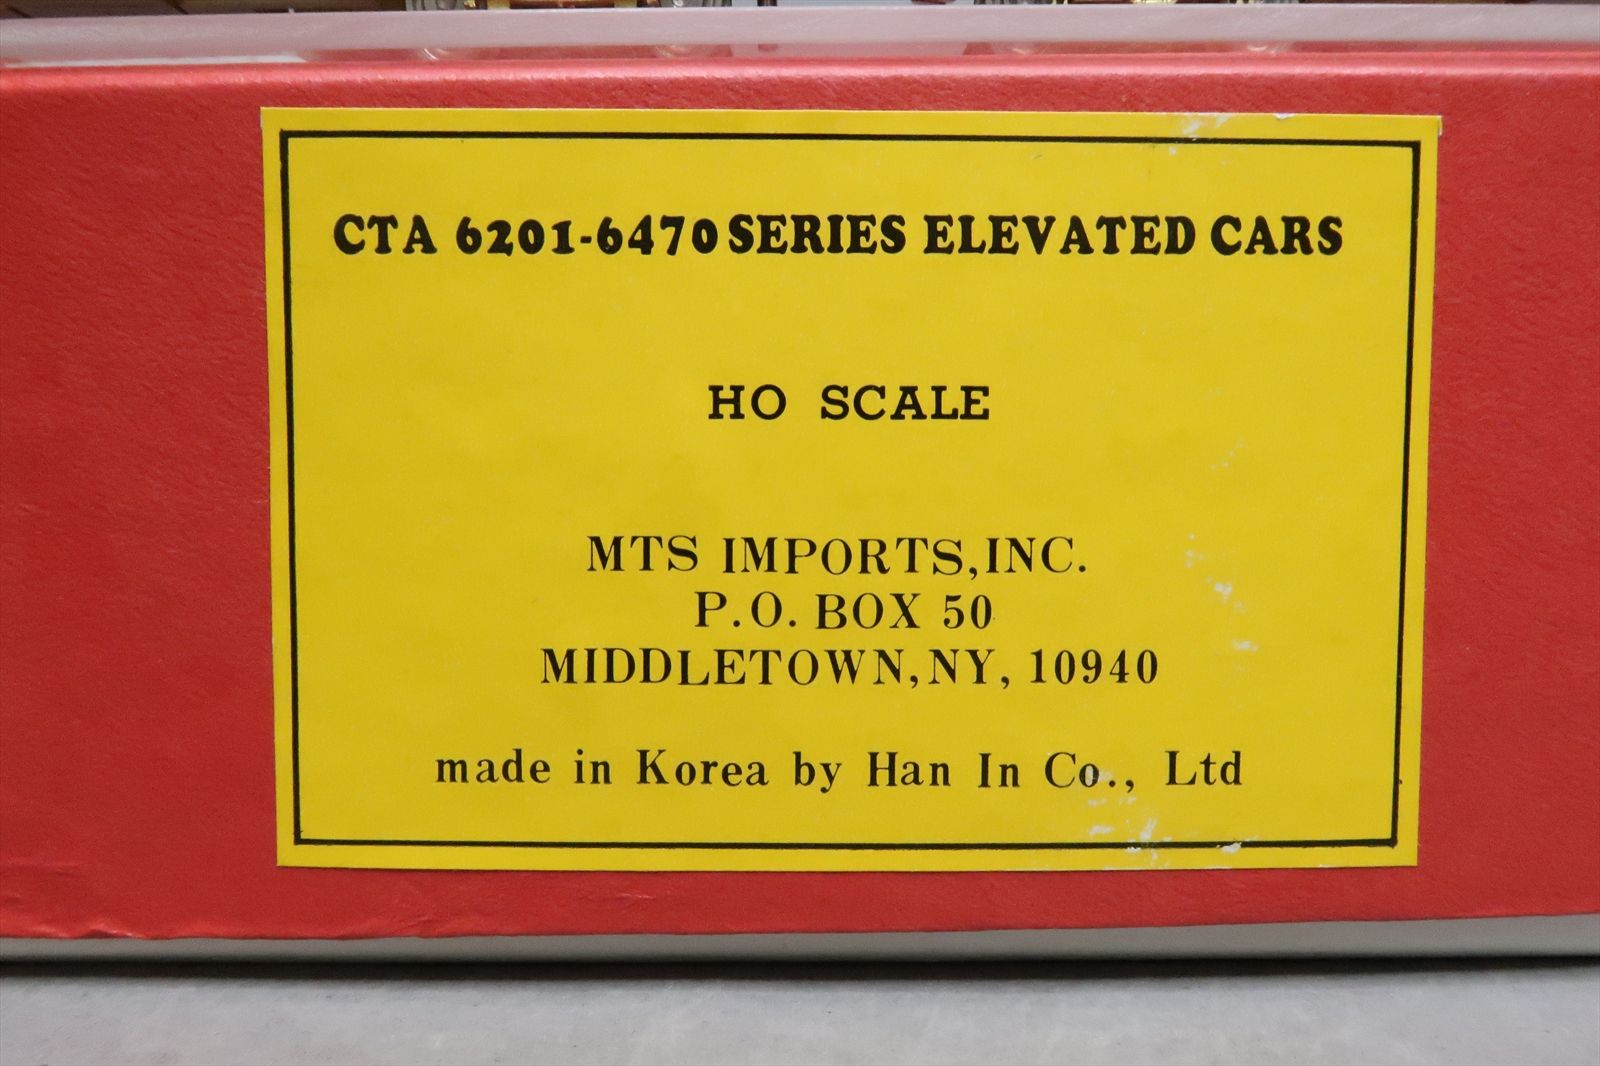 CTA 6201-6470 SERIES ELEVATED CARS
HO SCALE
MTS IMPORTS, INC.
P.O. BOX 50
MIDDLETOWN, NY, 10940
made in Korea by Han In Co., Ltd